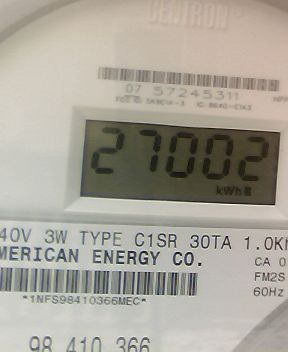 CENTRON
07 57245311
27002
kWh
40V 3W TYPE C1SR 30TA 1.0K
MERICAN ENERGY CO.
CA 0
FM2S
60Hz
*1NFS98410366MEC*
98 410 366